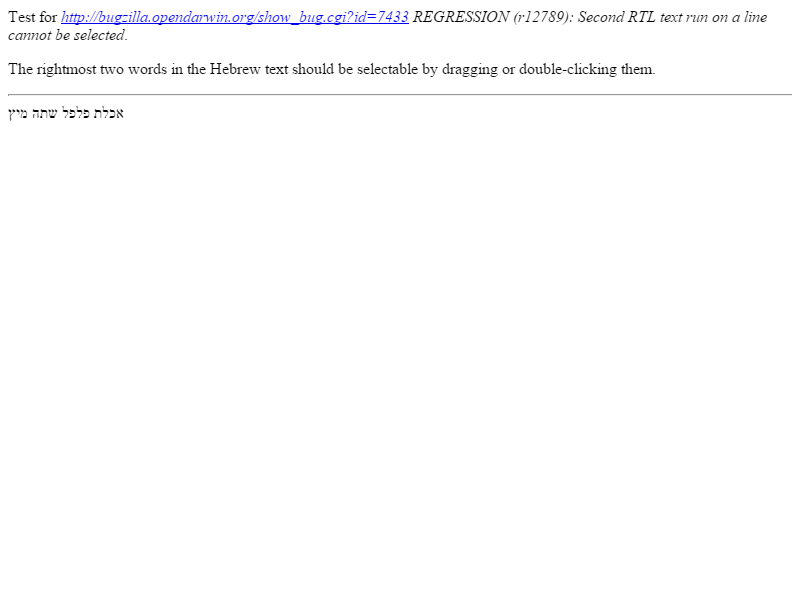 Test for http://bugzilla.opendarwin.org/show_bug.cgi?id=7433 REGRESSION (r12789): Second RTL text run on a line
cannot be selected.
The rightmost two words in the Hebrew text should be selectable by dragging or double-clicking them.
אכלת פלפל שתה מיץ